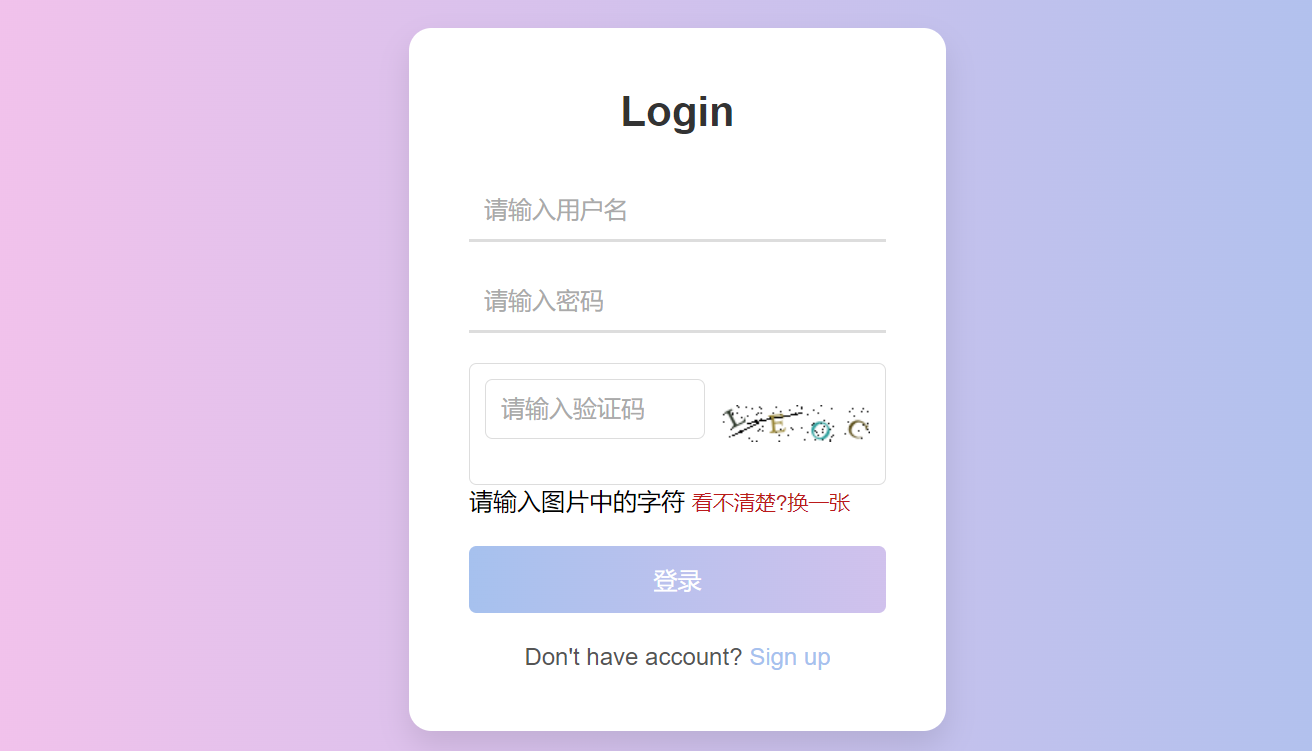 Login
请输入用户名
请输入密码
请输入验证码
请输入图片中的字符 看不清楚?换一张
登录
Don't have account? Sign up